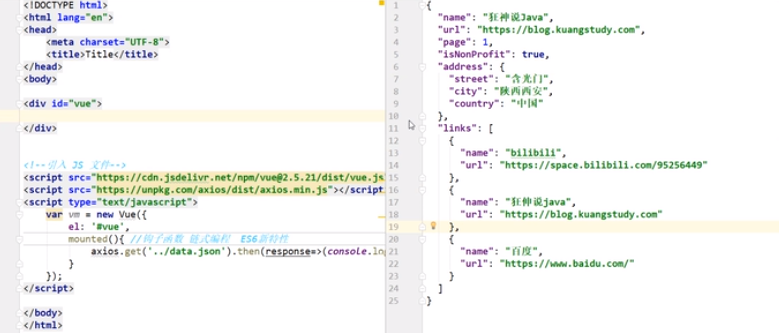 <!DOCTYPE html>
<html lang="en">
<head>
<meta charset="UTF-8">
<title>Title</title>
</head>
<body>
<div id="vue">
</div>
<!--引入 JS 文件-->
<script src="https://cdn.jsdelivr.net/npm/vue@2.5.21/dist/vue.js
<script src="https://unpkg.com/axios/dist/axios.min.js"></script
<script type="text/javascript">
var vm = new Vue({
el: '#vue',
mounted(){ //钩子函数 链式编程 ES6新特性
axios.get('../data.json').then(response=>(console.log
}
});
</script>
</body>
</html>
1 {
2 "name": "狂神说Java",
3 "url": "https://blog.kuangstudy.com",
4 "page": 1,
5 "isNonProfit": true,
6 "address": {
7 "street": "含光门",
8 "city": "陕西西安",
9 "country": "中国"
10 },
11 "links": [
12 {
13 "name": "bilibili",
14 "url": "https://space.bilibili.com/95256449"
15 },
16 {
17 "name": "狂神说java",
18 "url": "https://blog.kuangstudy.com"
19 },
20 {
21 "name": "百度",
22 "url": "https://www.baidu.com/"
23 }
24 ]
25 }